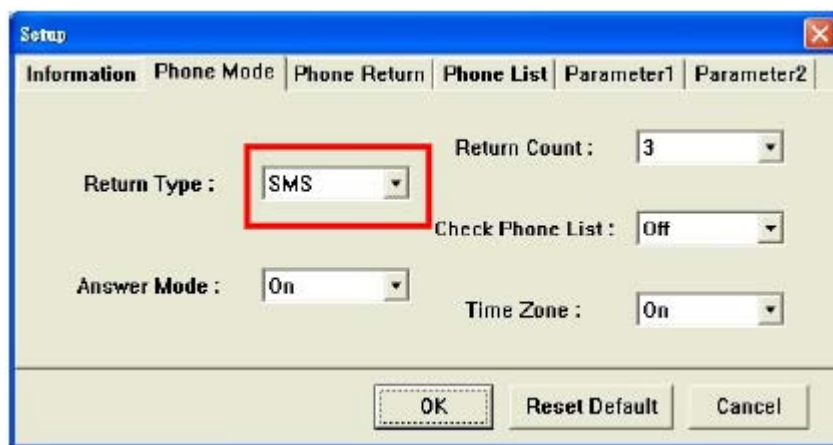 Setup
Information Phone Mode Phone Return Phone List Parameter1 Parameter2
Return Type : SMS
Return Count : 3
Check Phone List : Off
Answer Mode : On
Time Zone : On
OK Reset Default Cancel